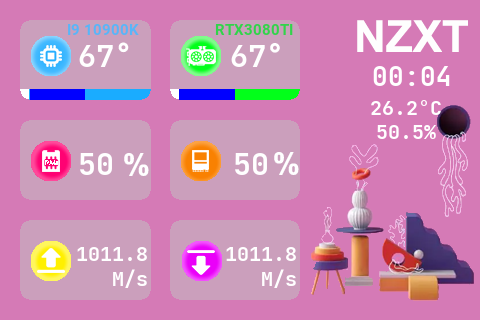 I9 10900K
67°
RTX3080TI
67°
NZXT
00:04
26.2°C
50.5%
50 %
50%
1011.8
M/s
1011.8
M/s